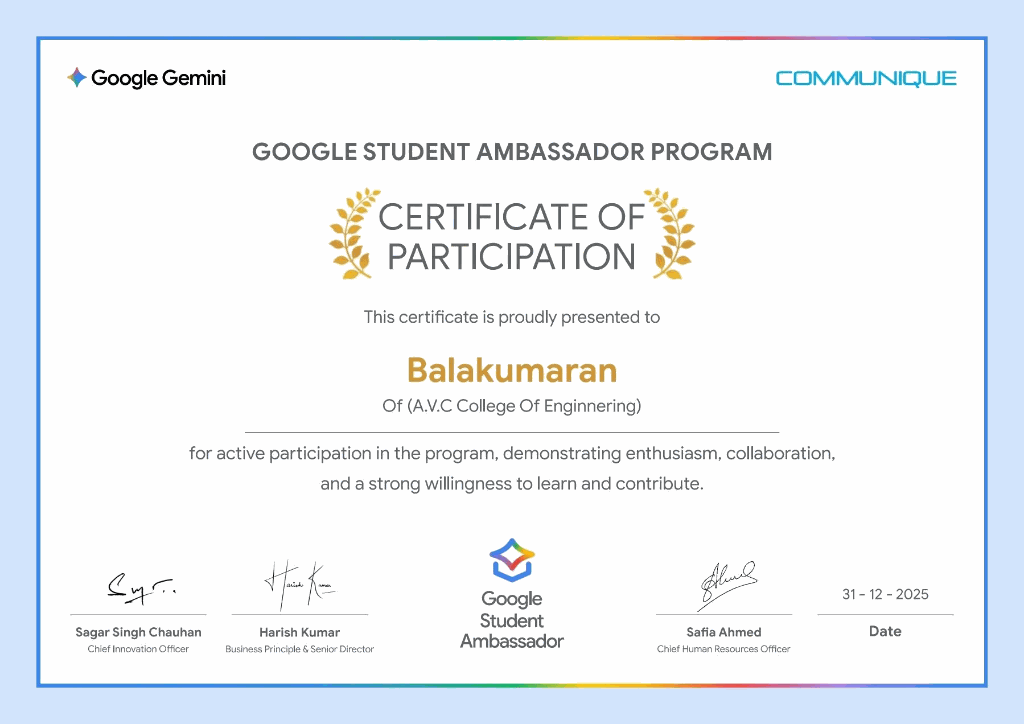 Google Gemini
COMMUNIQUE
GOOGLE STUDENT AMBASSADOR PROGRAM
CERTIFICATE OF
PARTICIPATION
This certificate is proudly presented to
Balakumaran
Of (A.V.C College Of Enginnering)
for active participation in the program, demonstrating enthusiasm, collaboration,
and a strong willingness to learn and contribute.
Harish Kumar
Sagar Singh Chauhan
Chief Innovation Officer
Harish Kumar
Business Principle & Senior Director
Google
Student
Ambassador
Safia Ahmed
Chief Human Resources Officer
31 - 12 - 2025
Date